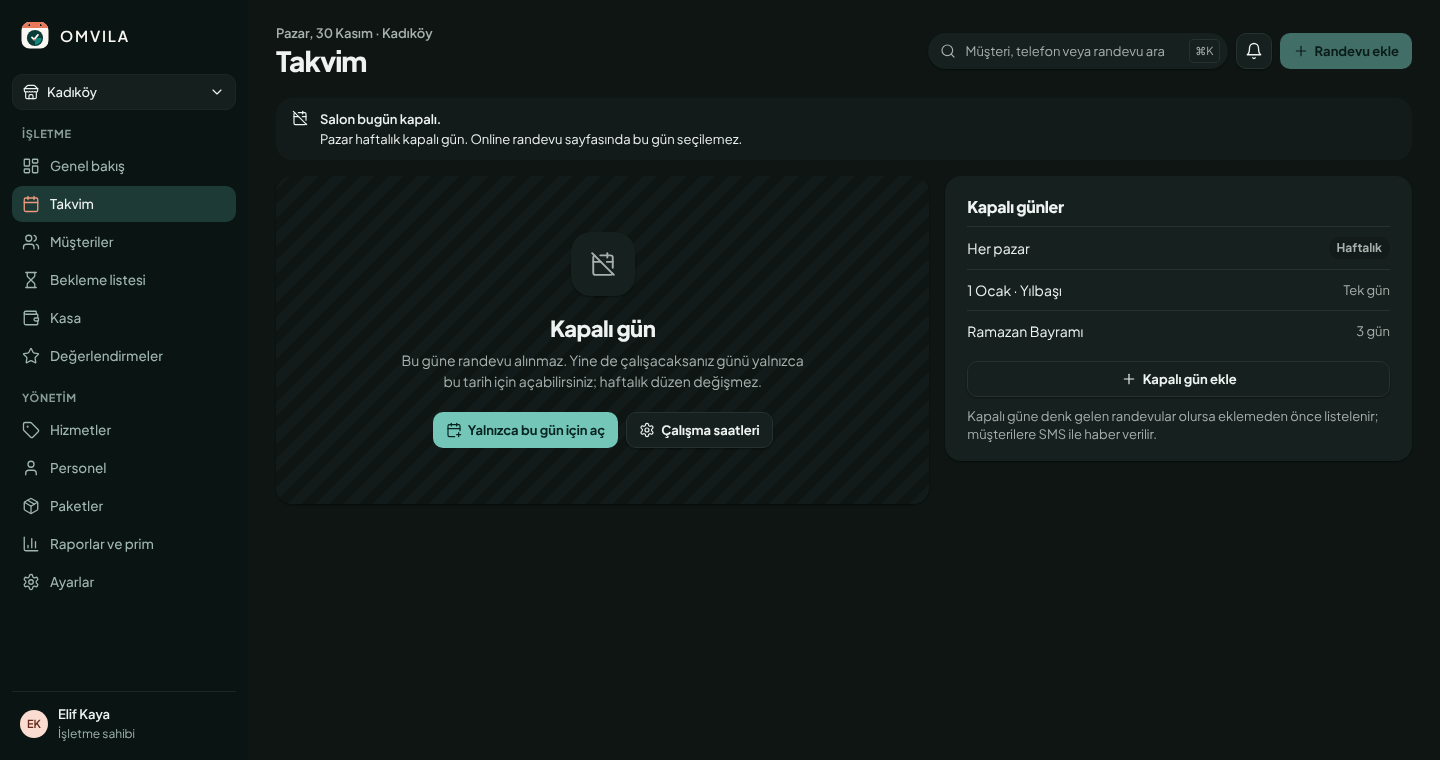 OMVILA
Kadıköy
İŞLETME
Genel bakış
Takvim
Müşteriler
Bekleme listesi
Kasa
Değerlendirmeler
YÖNETİM
Hizmetler
Personel
Paketler
Raporlar ve prim
Ayarlar
EK
Elif Kaya
İşletme sahibi
Pazar, 30 Kasım · Kadıköy
Takvim
Müşteri, telefon veya randevu ara
⌘K
Randevu ekle
Salon bugün kapalı.
Pazar haftalık kapalı gün. Online randevu sayfasında bu gün seçilemez.
Kapalı gün
Bu güne randevu alınmaz. Yine de çalışacaksanız günü yalnızca
bu tarih için açabilirsiniz; haftalık düzen değişmez.
Yalnızca bu gün için aç
Çalışma saatleri
Kapalı günler
Her pazar
Haftalık
1 Ocak · Yılbaşı
Tek gün
Ramazan Bayramı
3 gün
Kapalı gün ekle
Kapalı güne denk gelen randevular olursa eklemeden önce listelenir;
müşterilere SMS ile haber verilir.